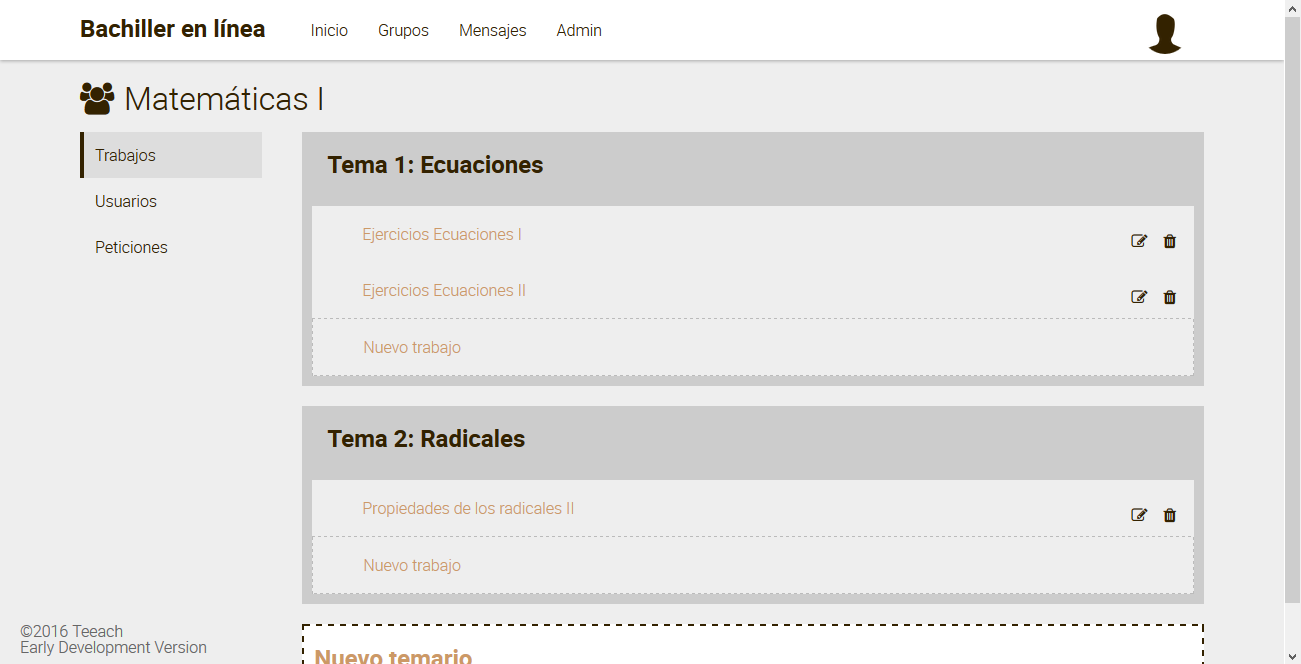 Bachiller en línea
Inicio Grupos Mensajes Admin
Matemáticas I
Trabajos
Usuarios
Peticiones
Tema 1: Ecuaciones
Ejercicios Ecuaciones I
Ejercicios Ecuaciones II
Nuevo trabajo
Tema 2: Radicales
Propiedades de los radicales II
Nuevo trabajo
Nuevo temario
©2016 Teeach
Early Development Version